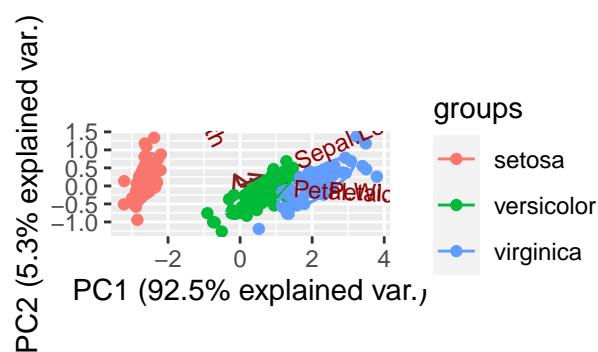 PC2 (5.3% explained var.)
1.5
1.0
0.5
0.0
−0.5
−1.0
−2
0
2
4
PC1 (92.5% explained var.)
groups
setosa
versicolor
virginica